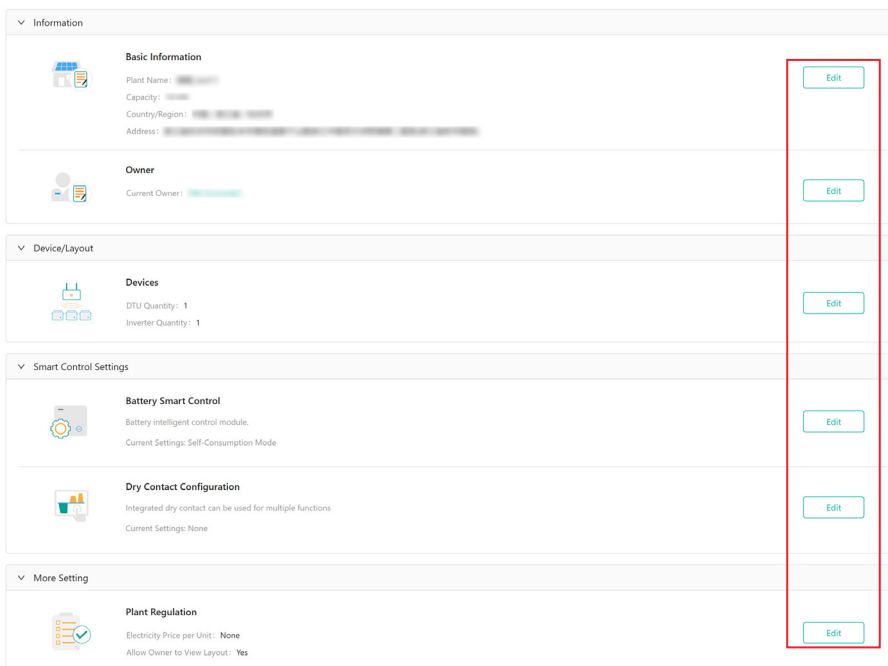 Information
Basic Information
Edit
Plant Name:
Capacity:
Country/Region:
Address:
Owner
Edit
Current Owner:
Device/Layout
Devices
Edit
DTU Quantity: 1
Inverter Quantity: 1
Smart Control Settings
Battery Smart Control
Edit
Battery intelligent control module.
Current Settings: Self-Consumption Mode
Dry Contact Configuration
Edit
Integrated dry contact can be used for multiple functions
Current Settings: None
More Setting
Plant Regulation
Edit
Electricity Price per Unit: None
Allow Owner to View Layout: Yes